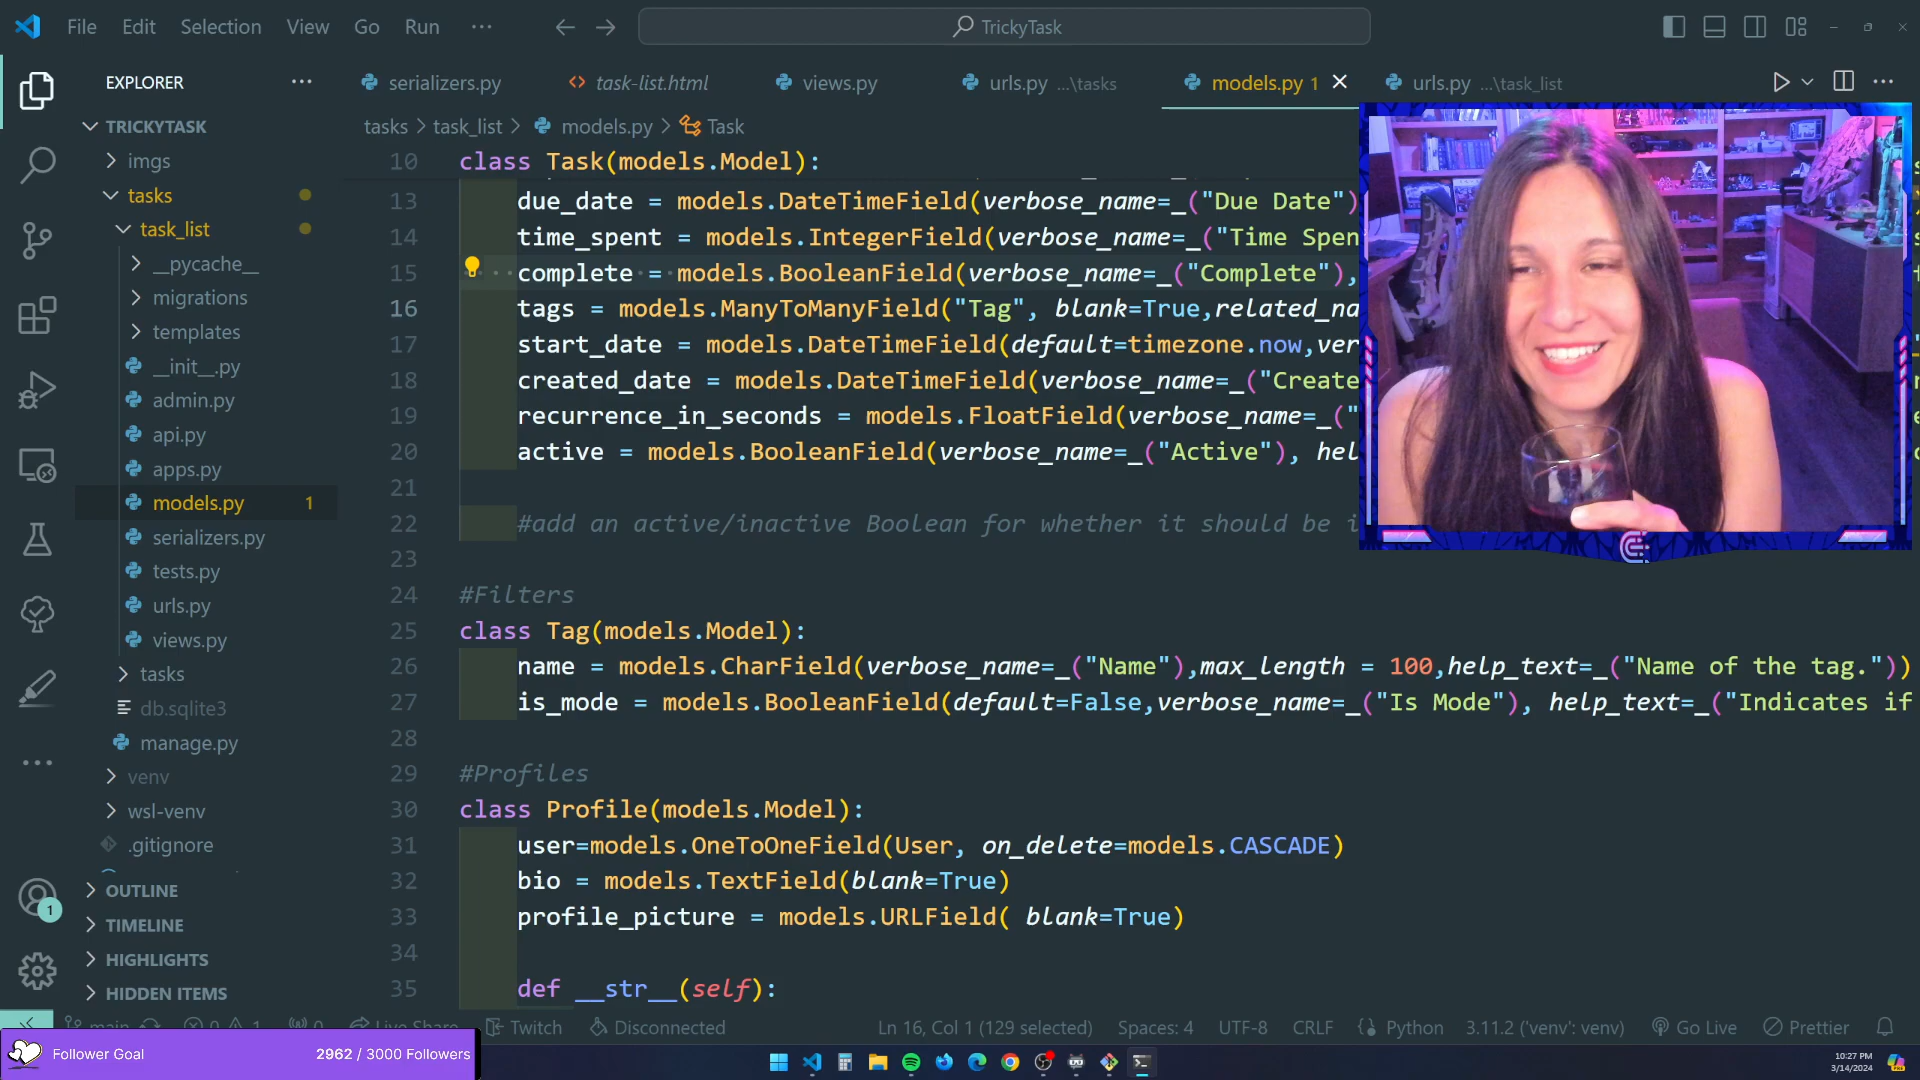 File Edit Selection View Go Run ... TrickyTask
EXPLORER
serializers.py
task-list.html
views.py
urls.py ...\tasks
models.py 1
urls.py ...\task_list
TRICKYTASK
imgs
tasks
task_list
__pycache__
migrations
templates
__init__.py
admin.py
api.py
apps.py
models.py 1
serializers.py
tests.py
urls.py
views.py
tasks
db.sqlite3
manage.py
venv
wsl-venv
.gitignore
OUTLINE
TIMELINE
HIGHLIGHTS
HIDDEN ITEMS
1
tasks > task_list > models.py > Task
10 class Task(models.Model):
13 due_date = models.DateTimeField(verbose_name=_("Due Date")
14 time_spent = models.IntegerField(verbose_name=_("Time Spen
15 complete = models.BooleanField(verbose_name=_("Complete"),
16 tags = models.ManyToManyField("Tag", blank=True,related_na
17 start_date = models.DateTimeField(default=timezone.now,ver
18 created_date = models.DateTimeField(verbose_name=_("Create
19 recurrence_in_seconds = models.FloatField(verbose_name=_("
20 active = models.BooleanField(verbose_name=_("Active"), hel
21
22 #add an active/inactive Boolean for whether it should be i
23
24 #Filters
25 class Tag(models.Model):
26 name = models.CharField(verbose_name=_("Name"),max_length = 100,help_text=_("Name of the tag."))
27 is_mode = models.BooleanField(default=False,verbose_name=_("Is Mode"), help_text=_("Indicates if
28
29 #Profiles
30 class Profile(models.Model):
31 user=models.OneToOneField(User, on_delete=models.CASCADE)
32 bio = models.TextField(blank=True)
33 profile_picture = models.URLField( blank=True)
34
35 def __str__(self):
main 0 1 0 Live Share Twitch Disconnected Ln 16, Col 1 (129 selected) Spaces: 4 UTF-8 CRLF Python 3.11.2 ('venv': venv) Go Live Prettier
Follower Goal 2962 / 3000 Followers
10:27 PM
3/14/2024